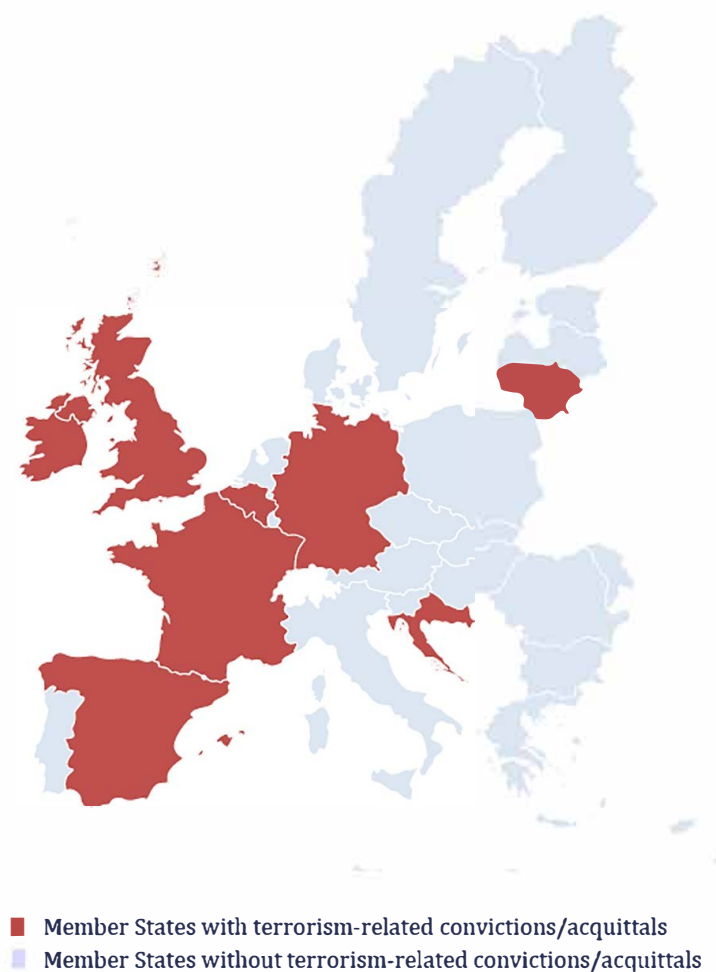 Member States with terrorism-related convictions/acquittals
Member States without terrorism-related convictions/acquittals